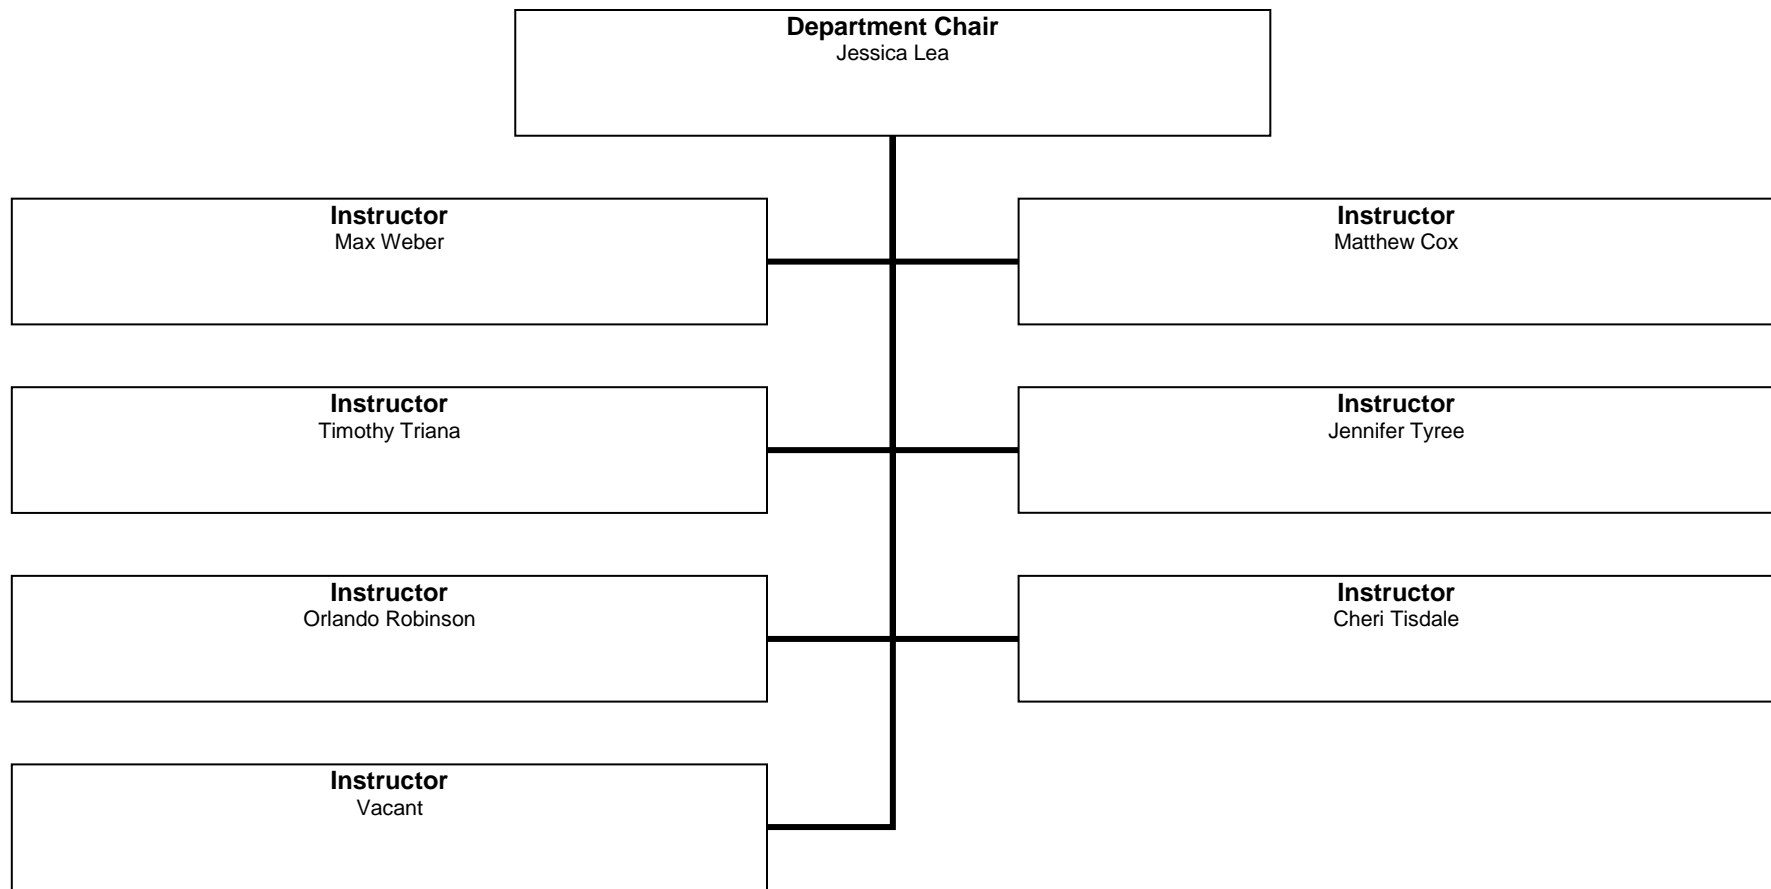 Department Chair
Jessica Lea
Instructor
Max Weber
Instructor
Matthew Cox
Instructor
Timothy Triana
Instructor
Jennifer Tyree
Instructor
Orlando Robinson
Instructor
Cheri Tisdale
Instructor
Vacant